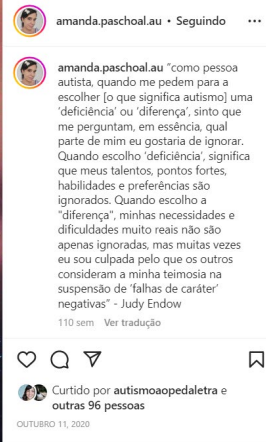 amanda.paschoal.au • Seguindo
•••
amanda.paschoal.au “como pessoa
autista, quando me pedem para a
escolher [o que significa autismo] uma
‘deficiência’ ou ‘diferença’, sinto que
me perguntam, em essência, qual
parte de mim eu gostaria de ignorar.
Quando escolho ‘deficiência’, significa
que meus talentos, pontos fortes,
habilidades e preferências são
ignorados. Quando escolho a
"diferença", minhas necessidades e
dificuldades muito reais não são
apenas ignoradas, mas muitas vezes
eu sou culpada pelo que os outros
consideram a minha teimosia na
suspensão de ‘falhas de caráter’
negativas” - Judy Endow
110 sem Ver tradução
Curtido por autismoaopedaletra e
outras 96 pessoas
OUTUBRO 11, 2020